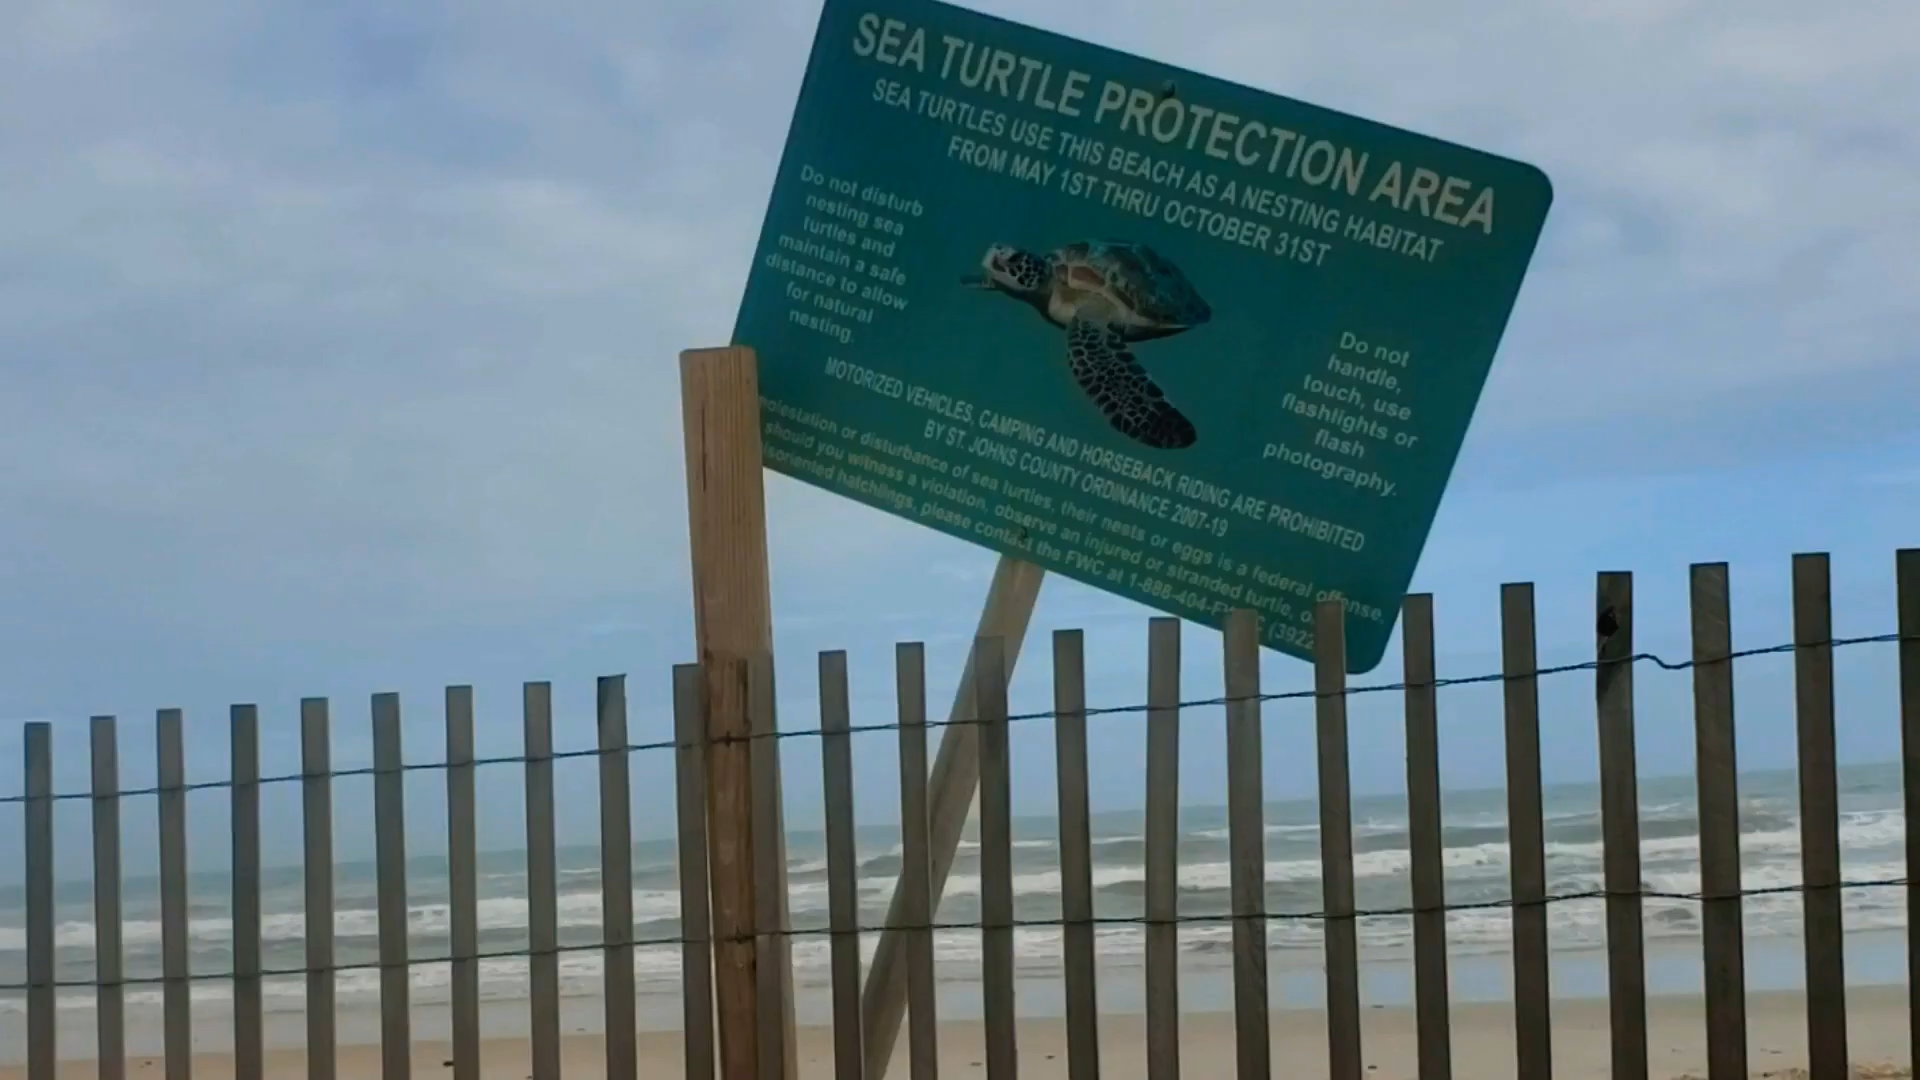 SEA TURTLE PROTECTION AREA
SEA TURTLES USE THIS BEACH AS A NESTING HABITAT
FROM MAY 1ST THRU OCTOBER 31ST
Do not disturb
nesting sea
turtles and
maintain a safe
distance to allow
for natural
nesting.
Do not
handle,
touch, use
flashlights or
flash
photography.
MOTORIZED VEHICLES, CAMPING AND HORSEBACK RIDING ARE PROHIBITED
BY ST. JOHNS COUNTY ORDINANCE 2007-19
molestation or disturbance of sea turtles, their nests or eggs is a federal offense.
should you witness a violation, observe an injured or stranded turtle,
hatchlings, please contact the FWC at 1-888-404-